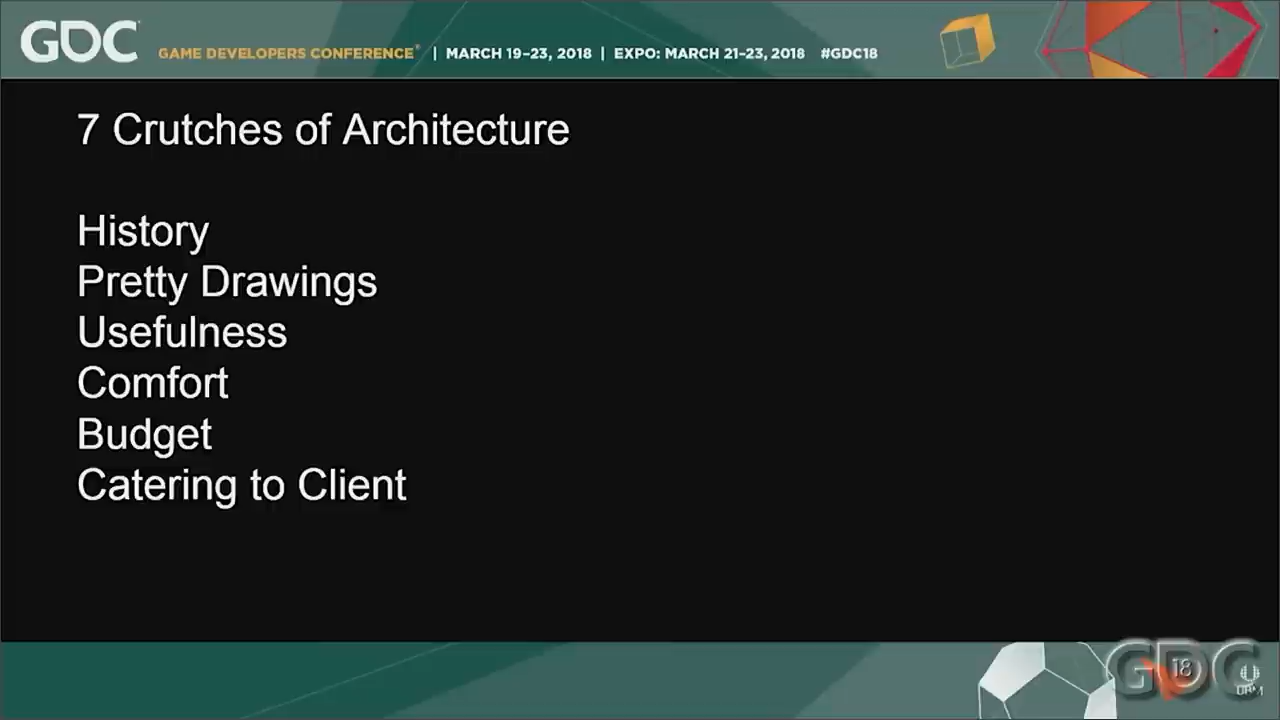 GDC GAME DEVELOPERS CONFERENCE® | MARCH 19–23, 2018 | EXPO: MARCH 21–23, 2018 #GDC18
7 Crutches of Architecture
History
Pretty Drawings
Usefulness
Comfort
Budget
Catering to Client
GDC
18
UBM